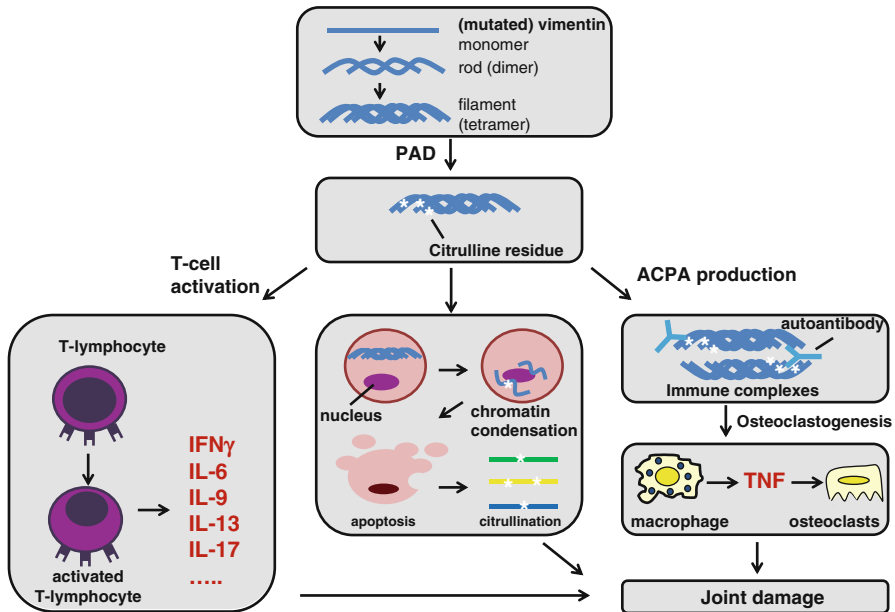 (mutated) vimentin
monomer
rod (dimer)
filament
(tetramer)
PAD
Citrulline residue
T-cell
activation
ACPA production
T-lymphocyte
IFNγ
IL-6
IL-9
IL-13
IL-17
.....
activated
T-lymphocyte
nucleus
chromatin
condensation
apoptosis
citrullination
autoantibody
Immune complexes
Osteoclastogenesis
TNF
macrophage
osteoclasts
Joint damage